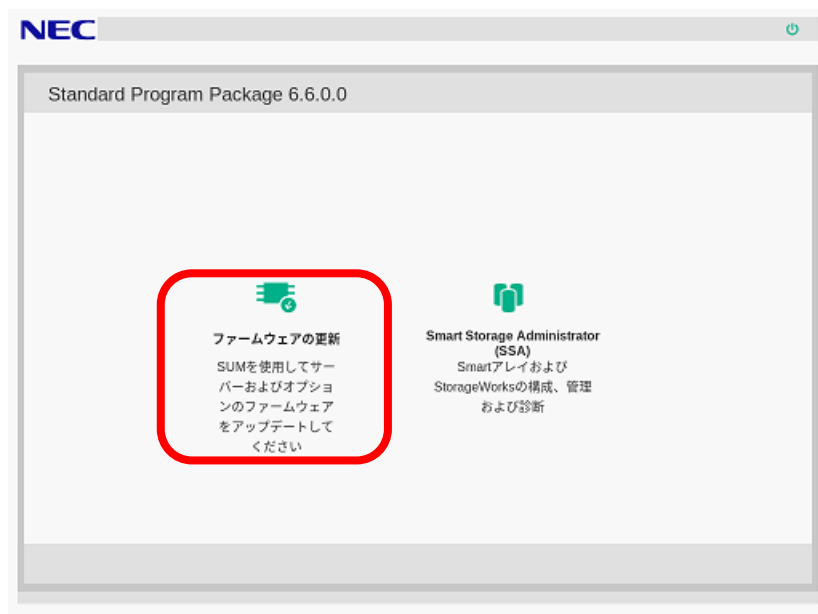 NEC
Standard Program Package 6.6.0.0
ファームウェアの更新
SUMを使用してサー
バーおよびオプショ
ンのファームウェア
をアップデートして
ください
Smart Storage Administrator
(SSA)
Smartアレイおよび
StorageWorksの構成、管理
および診断